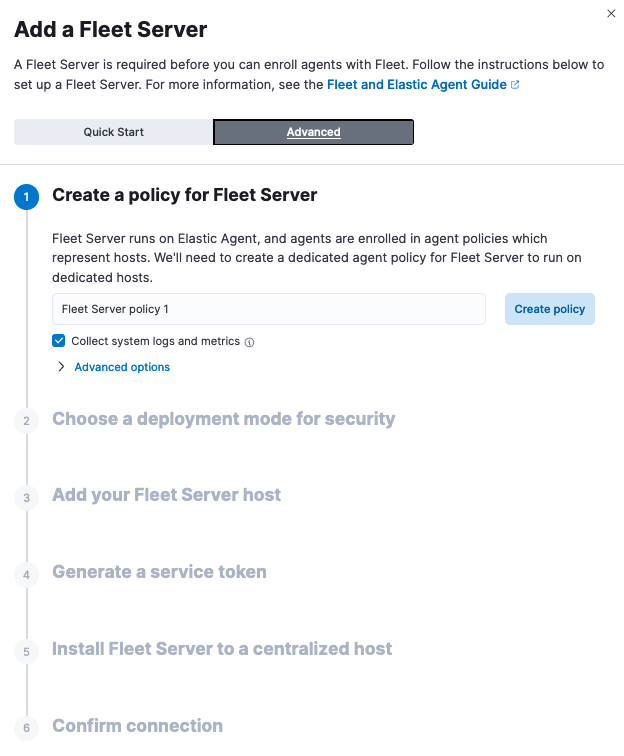 Add a Fleet Server
A Fleet Server is required before you can enroll agents with Fleet. Follow the instructions below to
set up a Fleet Server. For more information, see the Fleet and Elastic Agent Guide
Quick Start
Advanced
1
Create a policy for Fleet Server
Fleet Server runs on Elastic Agent, and agents are enrolled in agent policies which
represent hosts. We'll need to create a dedicated agent policy for Fleet Server to run on
dedicated hosts.
Fleet Server policy 1
Create policy
Collect system logs and metrics
Advanced options
2
Choose a deployment mode for security
3
Add your Fleet Server host
4
Generate a service token
5
Install Fleet Server to a centralized host
6
Confirm connection